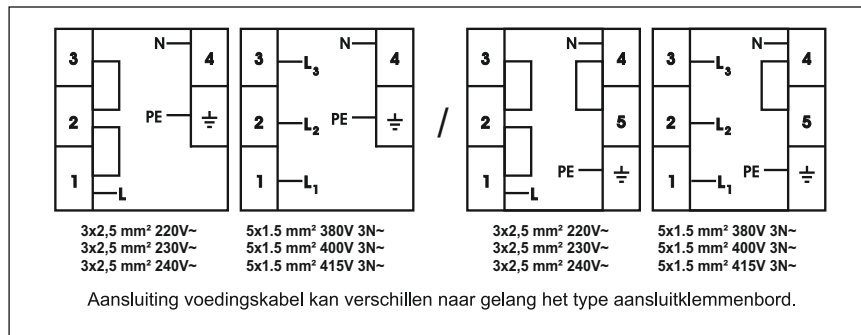 3 N 4
2 PE
1 L
3x2,5 mm² 220V~
3x2,5 mm² 230V~
3x2,5 mm² 240V~
3 L3 N 4
2 L2 PE
1 L1
5x1.5 mm² 380V 3N~
5x1.5 mm² 400V 3N~
5x1.5 mm² 415V 3N~
/
3 N 4
2 5
1 L PE
3x2,5 mm² 220V~
3x2,5 mm² 230V~
3x2,5 mm² 240V~
3 L3 N 4
2 L2 5
1 L1 PE
5x1.5 mm² 380V 3N~
5x1.5 mm² 400V 3N~
5x1.5 mm² 415V 3N~
Aansluiting voedingskabel kan verschillen naar gelang het type aansluitklemmenbord.